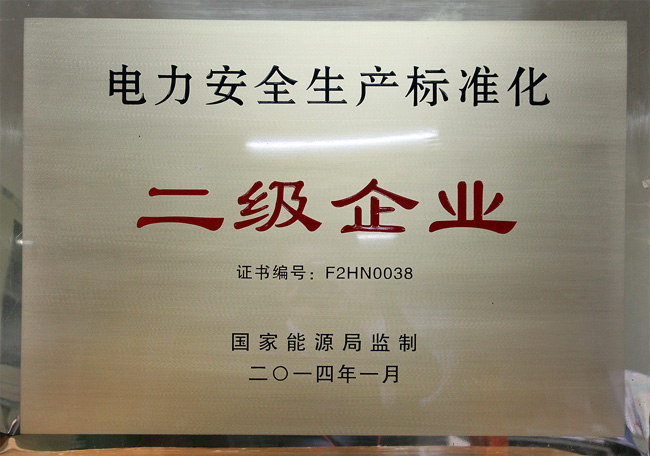 电力安全生产标准化
二级企业
证书编号：F2HN0038
国家能源局监制
二〇一四年一月